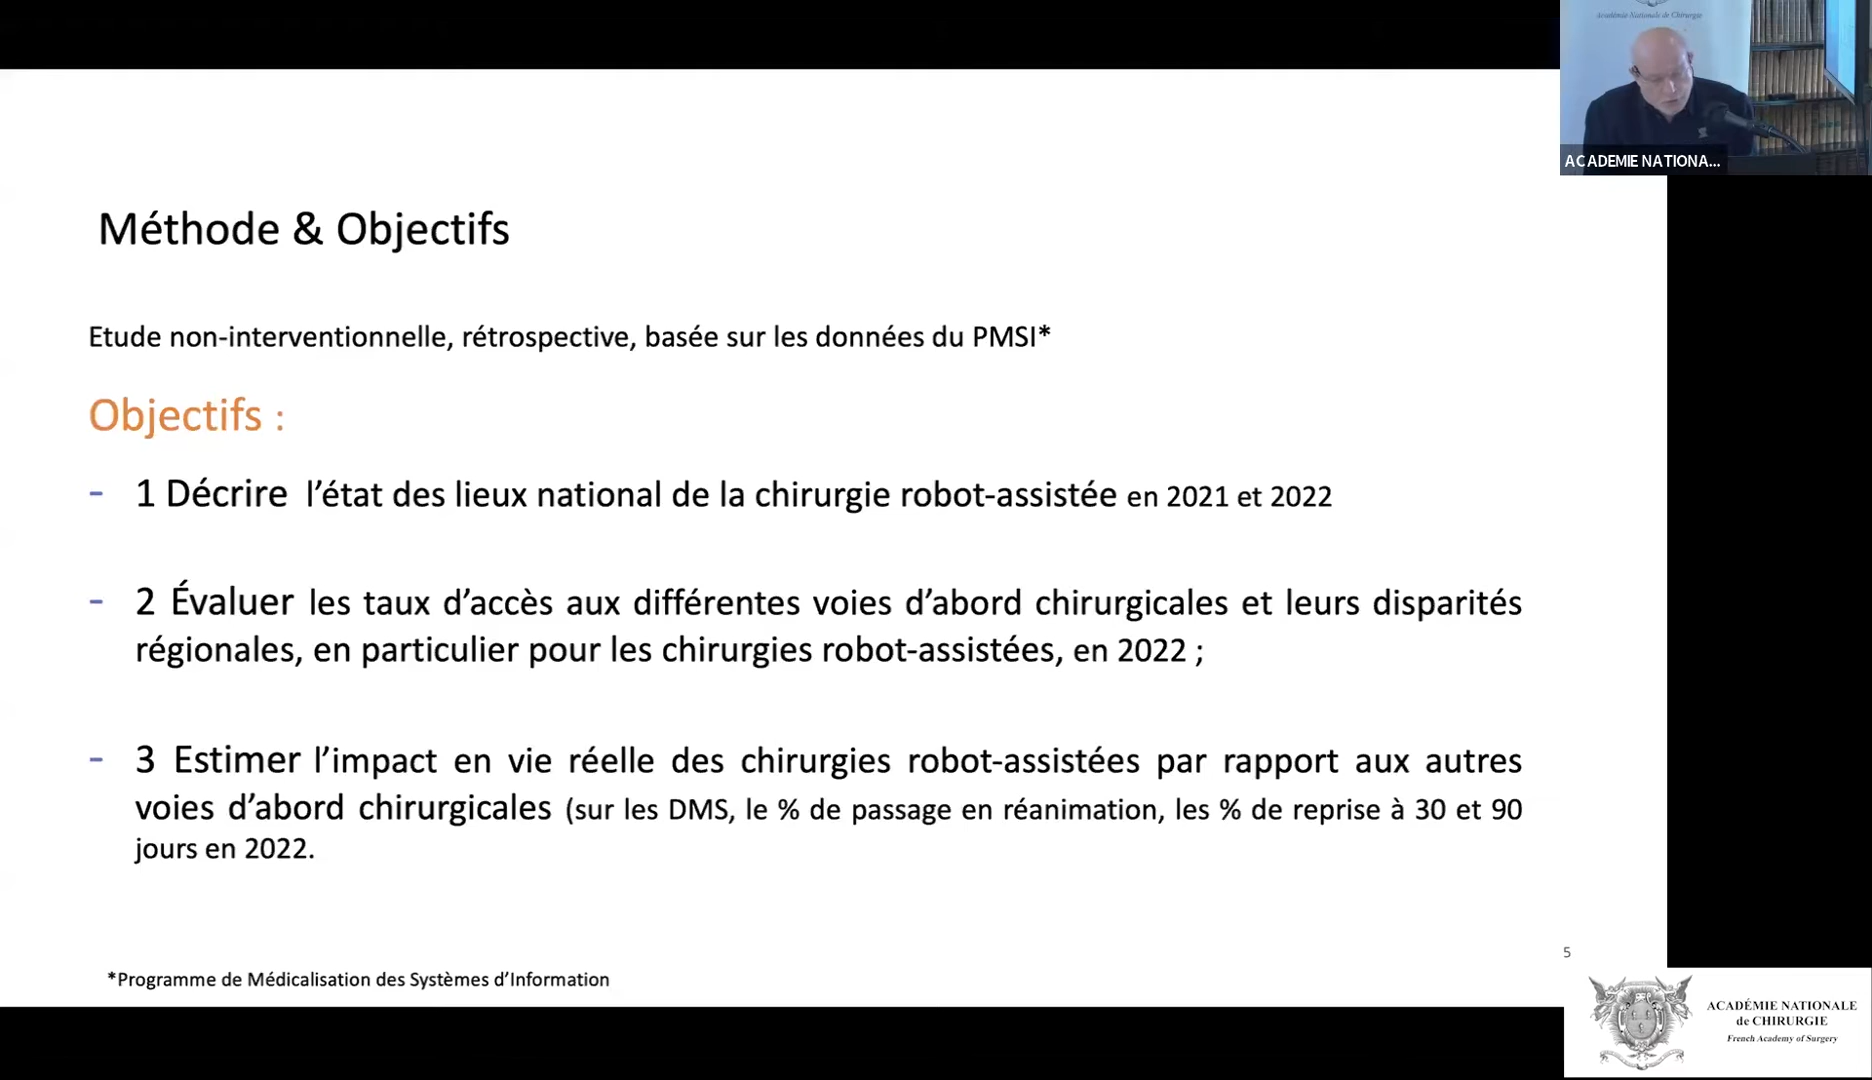 Académie Nationale de Chirurgie
ACADEMIE NATIONA...
Méthode & Objectifs
Etude non-interventionnelle, rétrospective, basée sur les données du PMSI*
Objectifs :
- 1 Décrire l’état des lieux national de la chirurgie robot-assistée en 2021 et 2022
- 2 Évaluer les taux d’accès aux différentes voies d’abord chirurgicales et leurs disparités
régionales, en particulier pour les chirurgies robot-assistées, en 2022 ;
- 3 Estimer l’impact en vie réelle des chirurgies robot-assistées par rapport aux autres
voies d’abord chirurgicales (sur les DMS, le % de passage en réanimation, les % de reprise à 30 et 90
jours en 2022.
5
*Programme de Médicalisation des Systèmes d’Information
ACADÉMIE NATIONALE
de CHIRURGIE
French Academy of Surgery